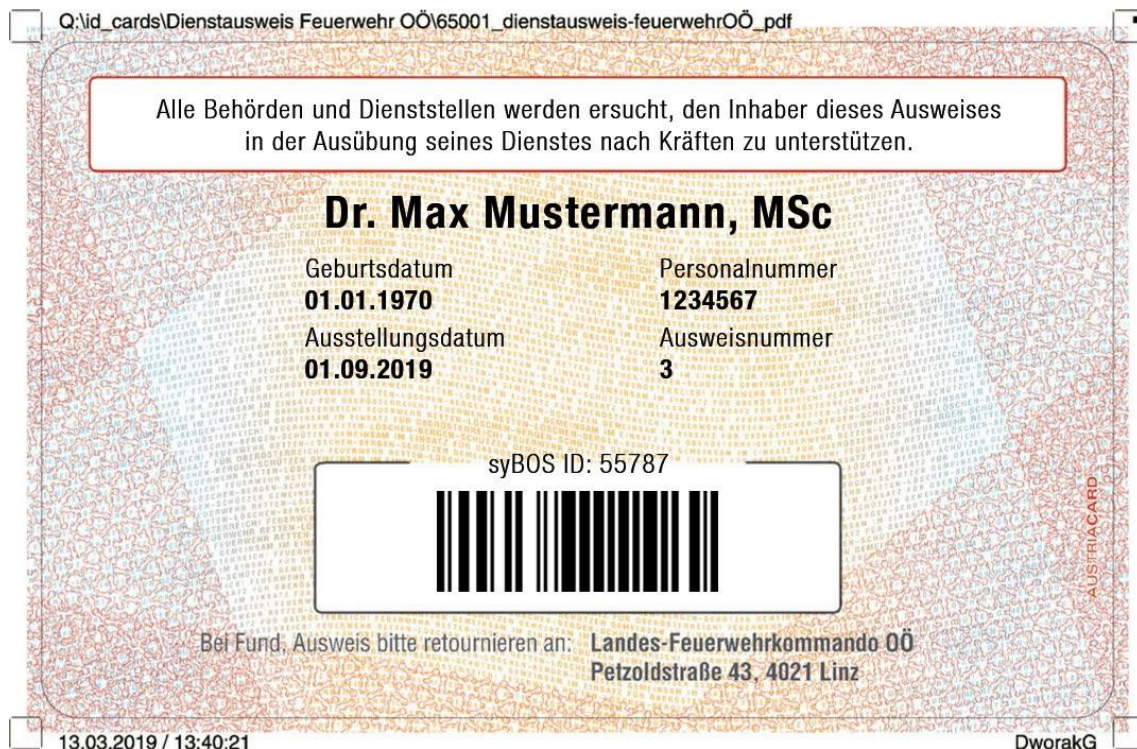 Q:\id_cards\Dienstausweis Feuerwehr OÖ\65001_dienstausweis-feuerwehrOÖ_pdf
Alle Behörden und Dienststellen werden ersucht, den Inhaber dieses Ausweises
in der Ausübung seines Dienstes nach Kräften zu unterstützen.
Dr. Max Mustermann, MSc
Geburtsdatum
01.01.1970
Personalnummer
1234567
Ausstellungsdatum
01.09.2019
Ausweisnummer
3
syBOS ID: 55787
AUSTRIACARD
Bei Fund, Ausweis bitte retournieren an: Landes-Feuerwehrkommando OÖ
Petzoldstraße 43, 4021 Linz
13.03.2019 / 13:40:21
DworakG